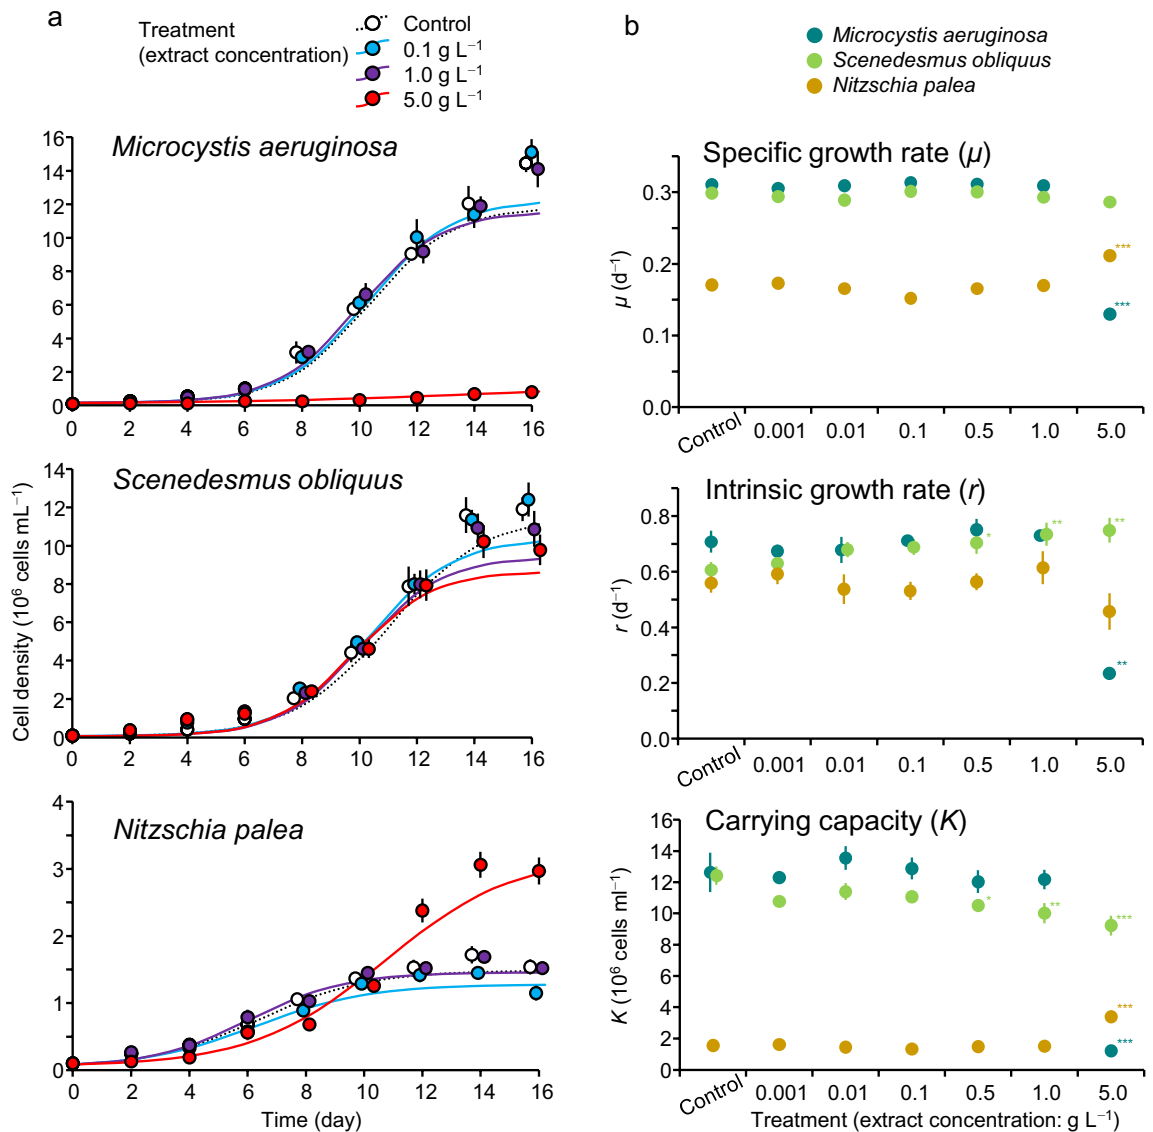 a
Treatment
(extract concentration)
Control
0.1 g L⁻¹
1.0 g L⁻¹
5.0 g L⁻¹
b
Microcystis aeruginosa
Scenedesmus obliquus
Nitzschia palea
Cell density (10⁶ cells mL⁻¹)
Microcystis aeruginosa
16
14
12
10
8
6
4
2
0
0 2 4 6 8 10 12 14 16
Scenedesmus obliquus
14
12
10
8
6
4
2
0
0 2 4 6 8 10 12 14 16
Nitzschia palea
4
3
2
1
0
0 2 4 6 8 10 12 14 16
Time (day)
Specific growth rate (μ)
μ (d⁻¹)
0.3
0.2
0.1
0.0
***
***
Control 0.001 0.01 0.1 0.5 1.0 5.0
Intrinsic growth rate (r)
r (d⁻¹)
0.8
0.6
0.4
0.2
0.0
*
**
**
**
Control 0.001 0.01 0.1 0.5 1.0 5.0
Carrying capacity (K)
K (10⁶ cells ml⁻¹)
16
14
12
10
8
6
4
2
0
*
**
***
***
***
Control 0.001 0.01 0.1 0.5 1.0 5.0
Treatment (extract concentration: g L⁻¹)